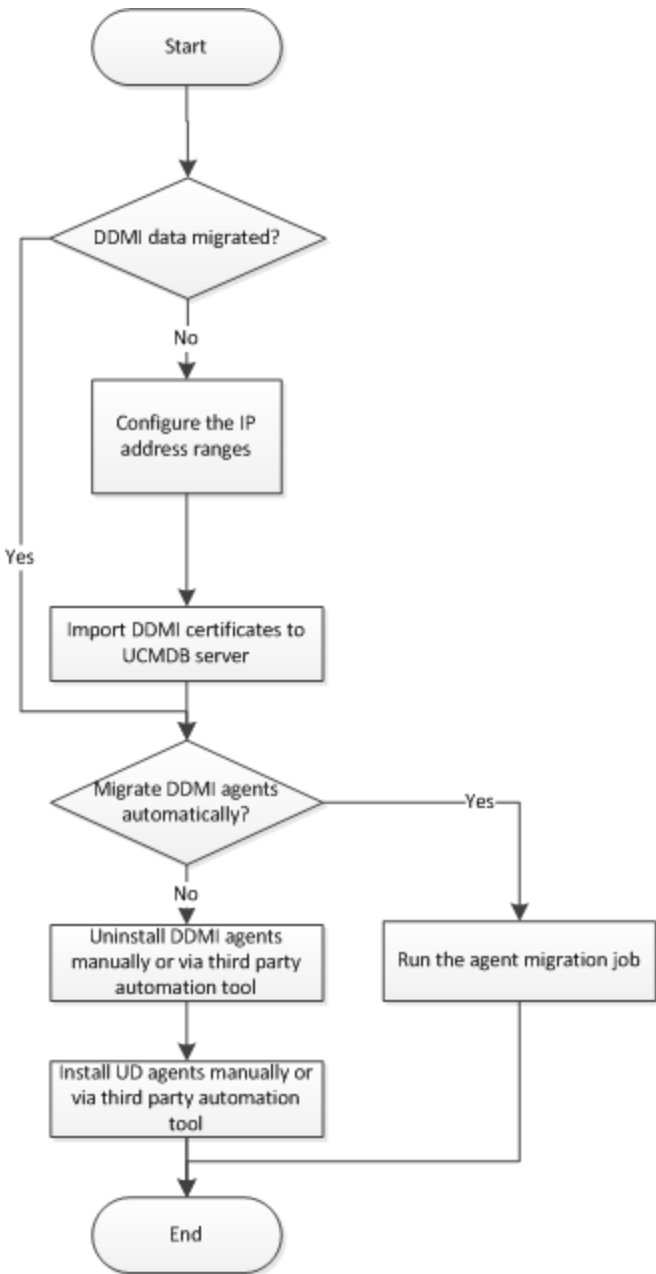 Start
DDMI data migrated?
No
Configure the IP
address ranges
Yes
Import DDMI certificates to
UCMDB server
Migrate DDMI agents
automatically?
Yes
No
Uninstall DDMI agents
manually or via third party
automation tool
Run the agent migration job
Install UD agents manually or
via third party automation
tool
End